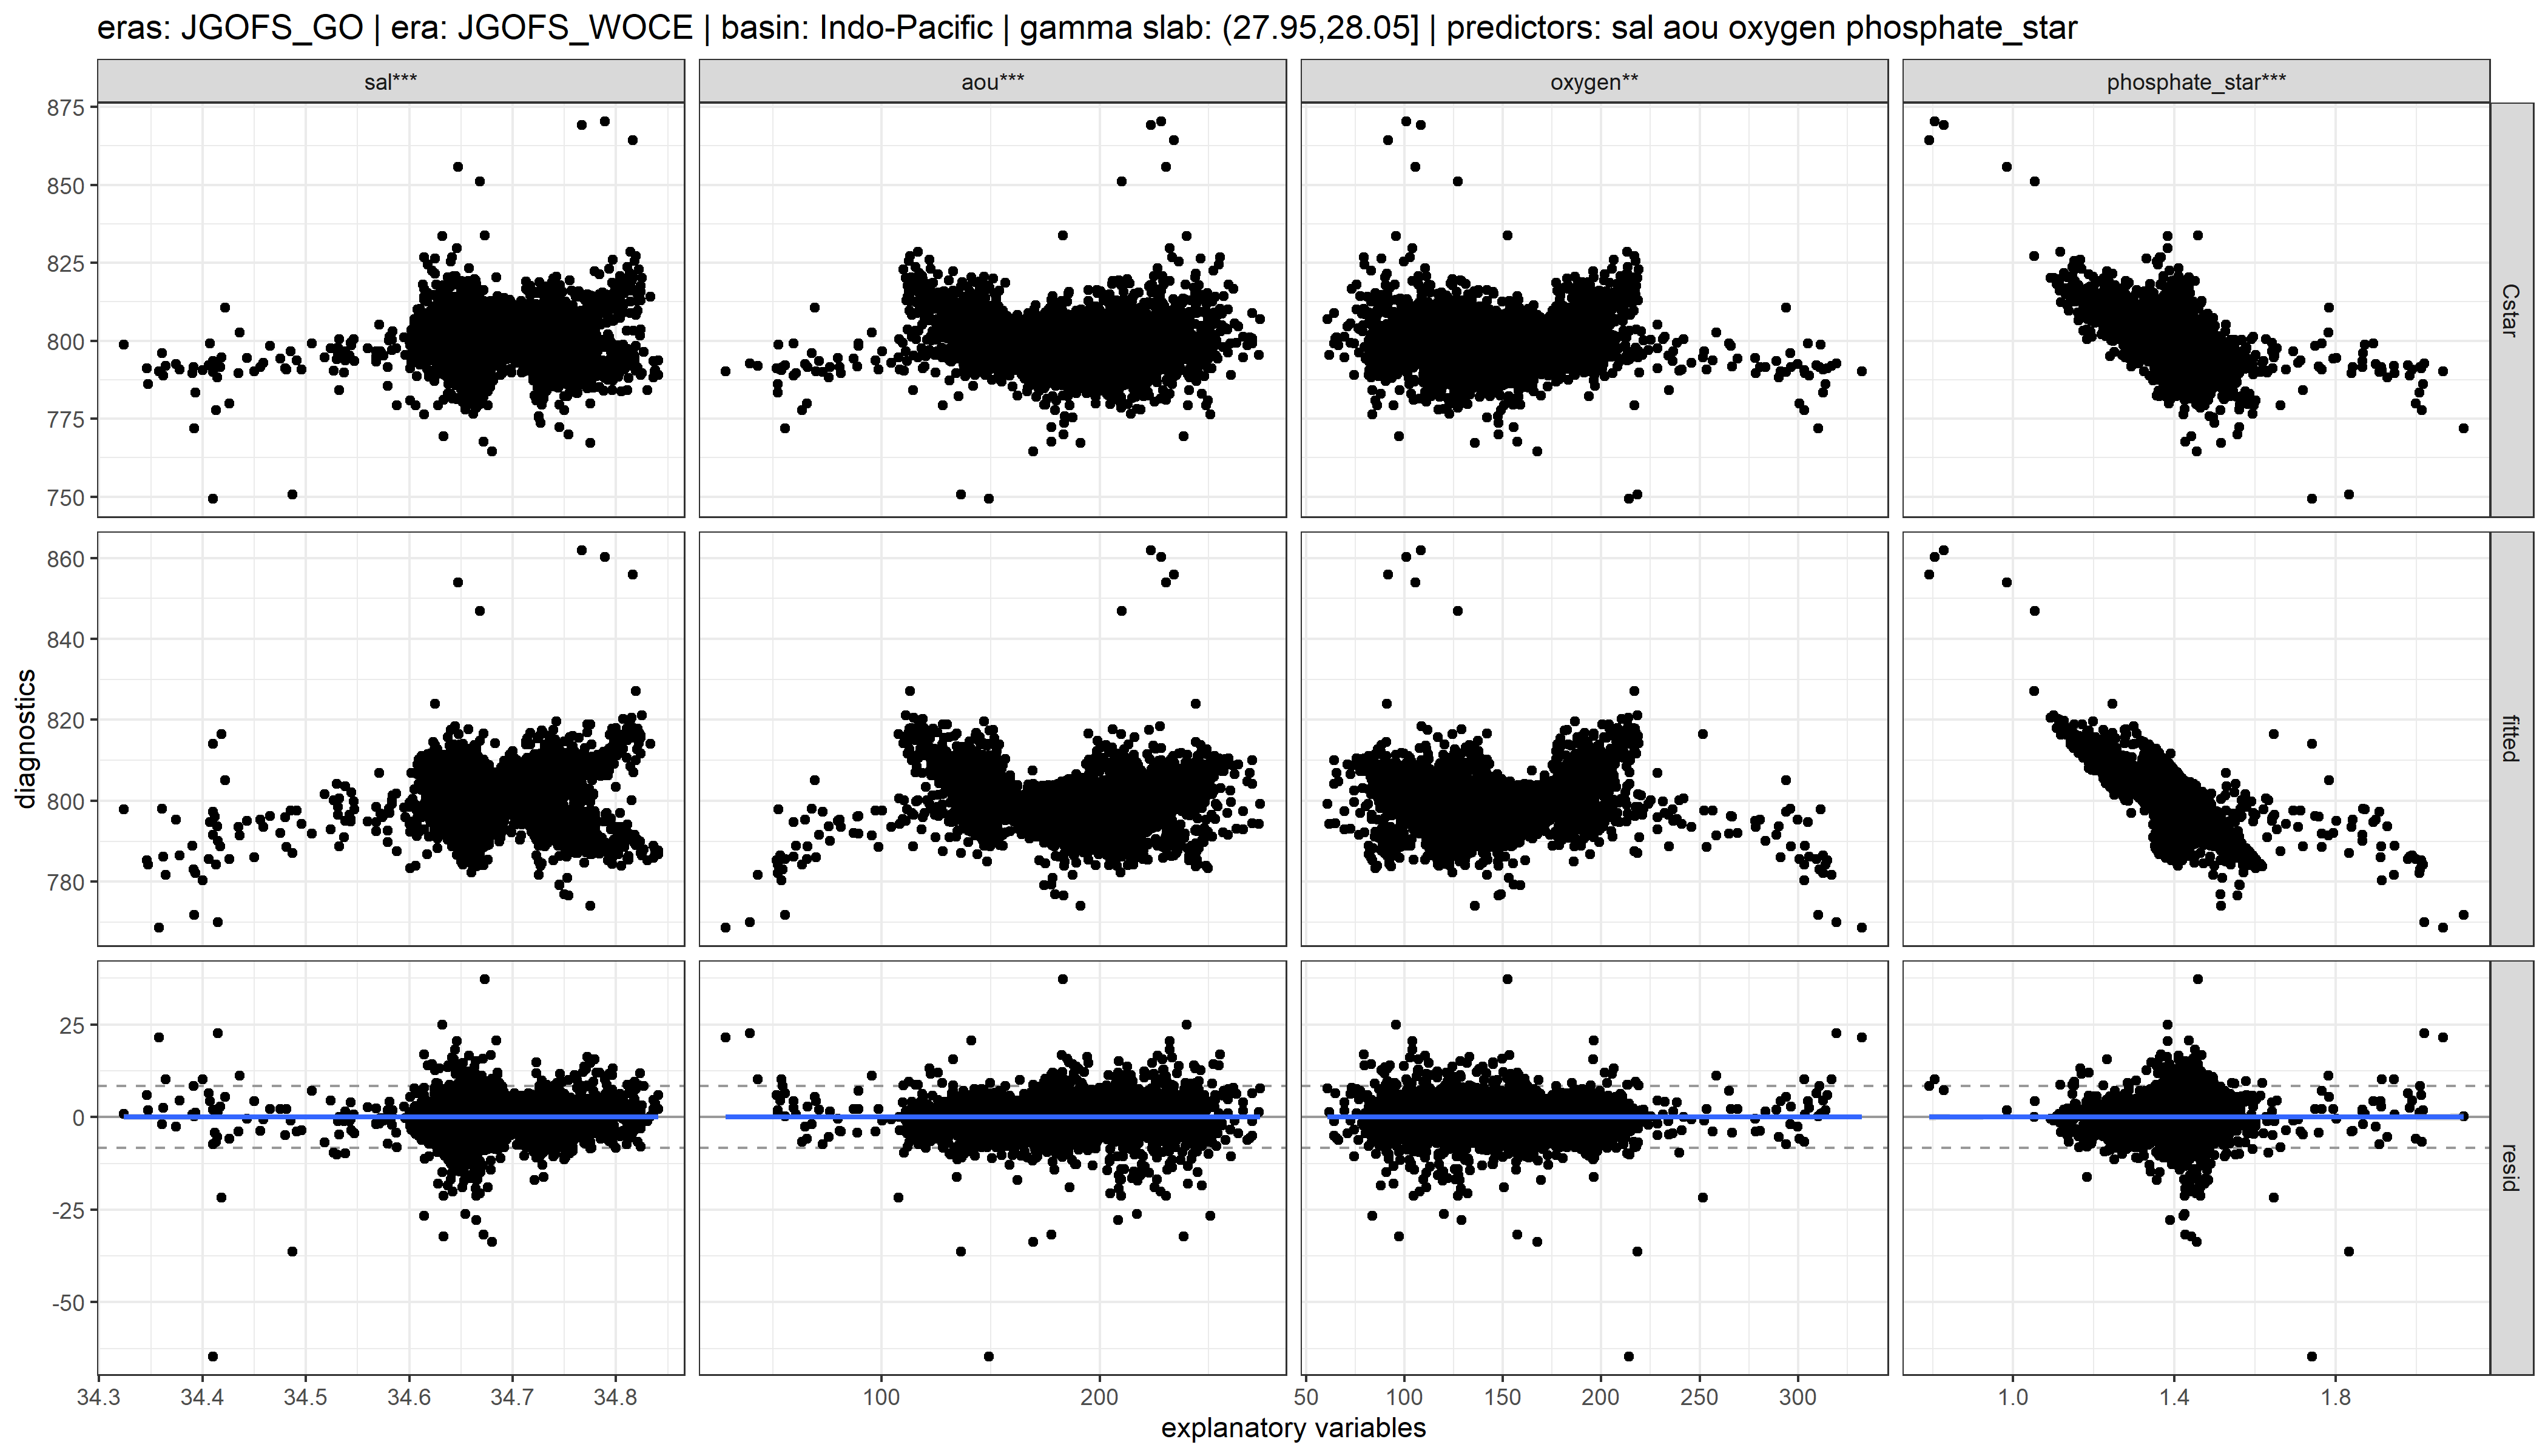 eras: JGOFS_GO | era: JGOFS_WOCE | basin: Indo-Pacific | gamma slab: (27.95,28.05] | predictors: sal aou oxygen phosphate_star
sal*** aou*** oxygen** phosphate_star***
875
850
825
800
775
750
Cstar
860
840
820
800
780
fitted
diagnostics
25
0
-25
-50
resid
34.3 34.4 34.5 34.6 34.7 34.8 100 200 50 100 150 200 250 300 1.0 1.4 1.8
explanatory variables